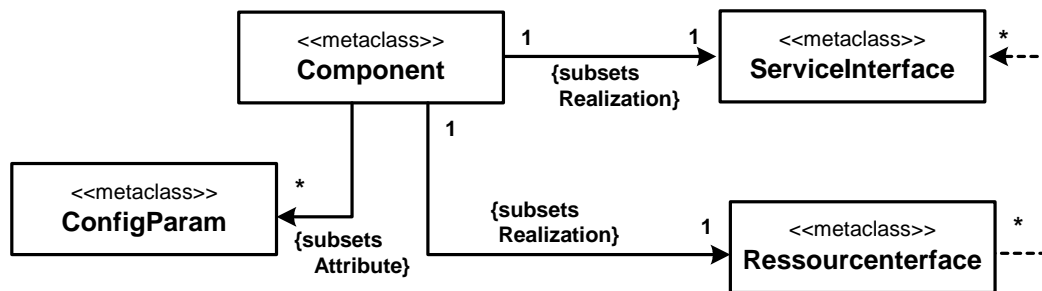 <<metaclass>>
Component
1
1
{subsets
Realization}
<<metaclass>>
ServiceInterface
*
1
<<metaclass>>
ConfigParam
*
{subsets
Attribute}
{subsets
Realization}
1
<<metaclass>>
Ressourcenterface
*